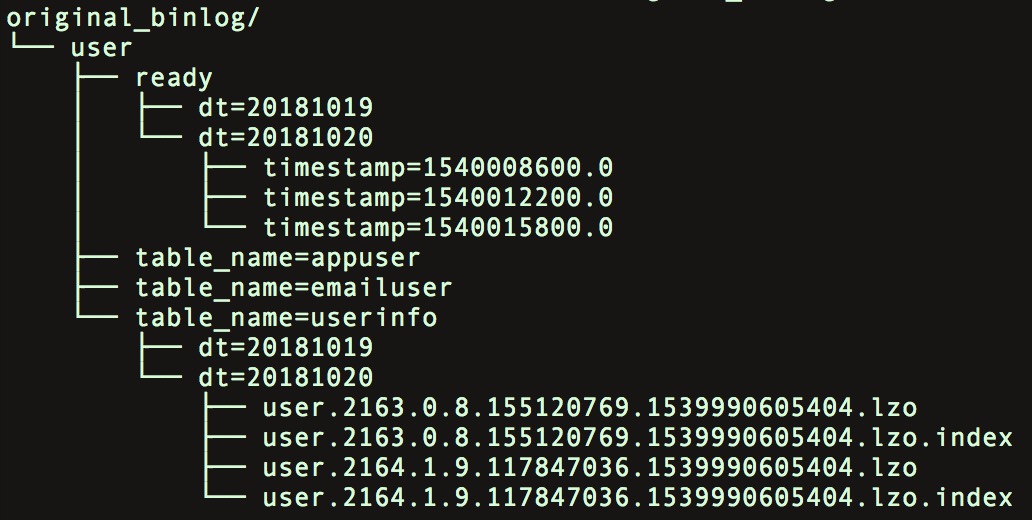 original_binlog/
└── user
    ├── ready
    │   ├── dt=20181019
    │   └── dt=20181020
    │       ├── timestamp=1540008600.0
    │       ├── timestamp=1540012200.0
    │       └── timestamp=1540015800.0
    ├── table_name=appuser
    ├── table_name=emailuser
    └── table_name=userinfo
        ├── dt=20181019
        └── dt=20181020
            ├── user.2163.0.8.155120769.1539990605404.lzo
            ├── user.2163.0.8.155120769.1539990605404.lzo.index
            ├── user.2164.1.9.117847036.1539990605404.lzo
            └── user.2164.1.9.117847036.1539990605404.lzo.index